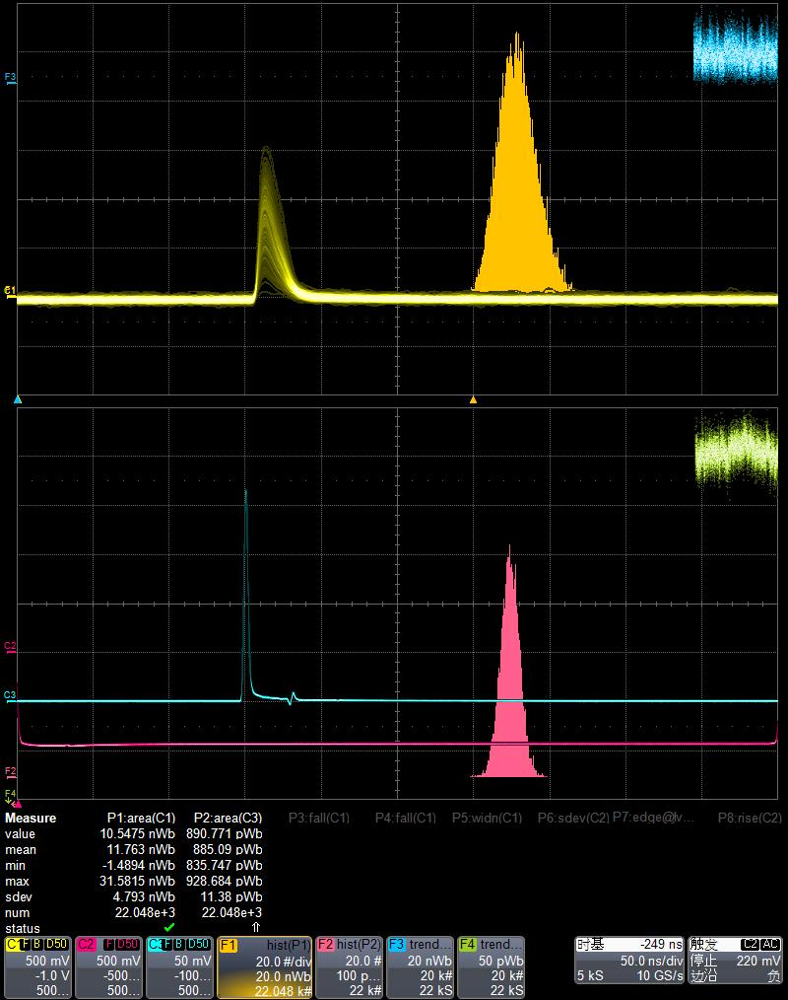 F3
C1
C2
C3
F2
F4
Measure P1:area(C1) P2:area(C3) P3:fall(C1) P4:fall(C1) P5:widn(C1) P6:sdev(C2) P7:edge@lv... P8:rise(C2)
value 10.5475 nWb 890.771 pWb
mean 11.763 nWb 885.09 pWb
min -1.4894 nWb 835.747 pWb
max 31.5815 nWb 928.684 pWb
sdev 4.793 nWb 11.38 pWb
num 22.048e+3 22.048e+3
status
C1 F B D50 C2 F D50 C3 F B D50 F1 hist(P1) F2 hist(P2) F3 trend... F4 trend... 时基 -249 ns 触发 C2 AC
500 mV 500 mV 50 mV 20.0 #/div 20.0 # 20 nWb 50 pWb 50.0 ns/div 停止 220 mV
-1.0 V -500... -100... 20.0 nWb 100 p... 20 k# 20 k# 5 kS 10 GS/s 边沿 负
500... 500... 500... 22.048 k# 22 k# 22 kS 22 kS